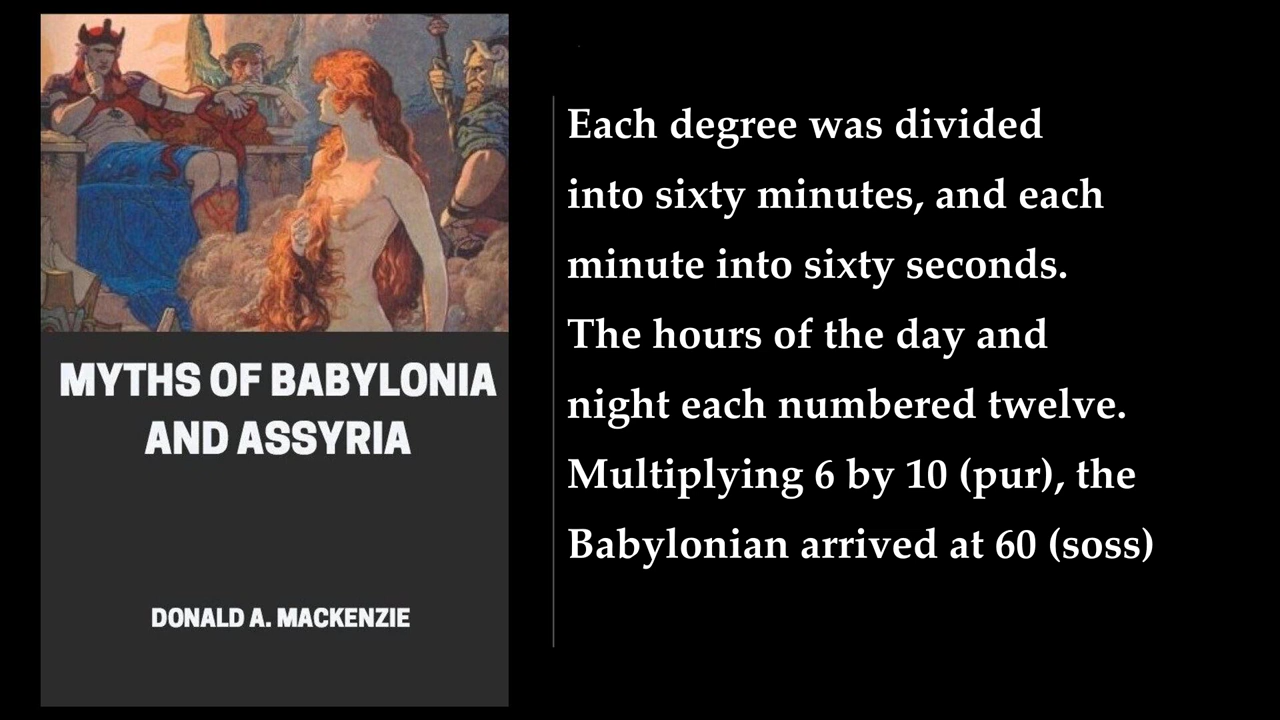 MYTHS OF BABYLONIA
AND ASSYRIA
DONALD A. MACKENZIE
Each degree was divided
into sixty minutes, and each
minute into sixty seconds.
The hours of the day and
night each numbered twelve.
Multiplying 6 by 10 (pur), the
Babylonian arrived at 60 (soss)